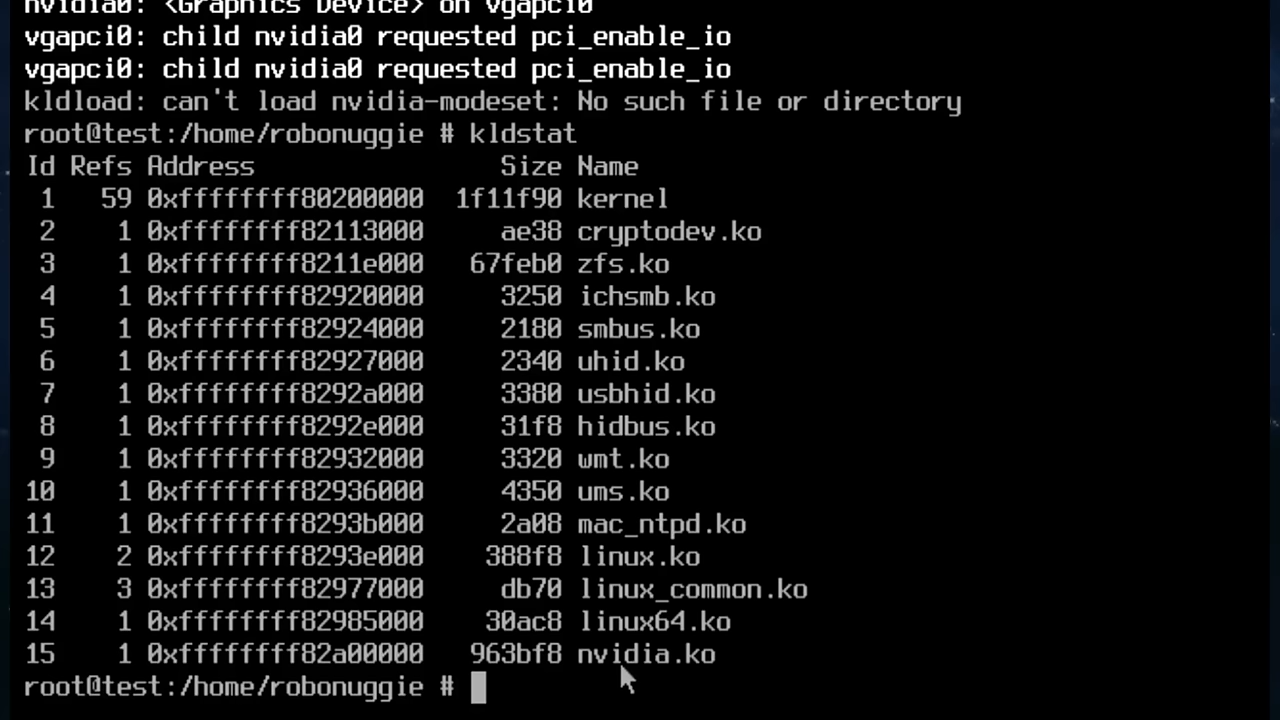 nvidia0: <Graphics Device> on vgapci0
vgapci0: child nvidia0 requested pci_enable_io
vgapci0: child nvidia0 requested pci_enable_io
kldload: can't load nvidia-modeset: No such file or directory
root@test:/home/robonuggie # kldstat
Id Refs Address Size Name
1 59 0xffffffff80200000 1f11f90 kernel
2 1 0xffffffff82113000 ae38 cryptodev.ko
3 1 0xffffffff8211e000 67feb0 zfs.ko
4 1 0xffffffff82920000 3250 ichsmb.ko
5 1 0xffffffff82924000 2180 smbus.ko
6 1 0xffffffff82927000 2340 uhid.ko
7 1 0xffffffff8292a000 3380 usbhid.ko
8 1 0xffffffff8292e000 31f8 hidbus.ko
9 1 0xffffffff82932000 3320 wmt.ko
10 1 0xffffffff82936000 4350 ums.ko
11 1 0xffffffff8293b000 2a08 mac_ntpd.ko
12 2 0xffffffff8293e000 388f8 linux.ko
13 3 0xffffffff82977000 db70 linux_common.ko
14 1 0xffffffff82985000 30ac8 linux64.ko
15 1 0xffffffff82a00000 963bf8 nvidia.ko
root@test:/home/robonuggie #